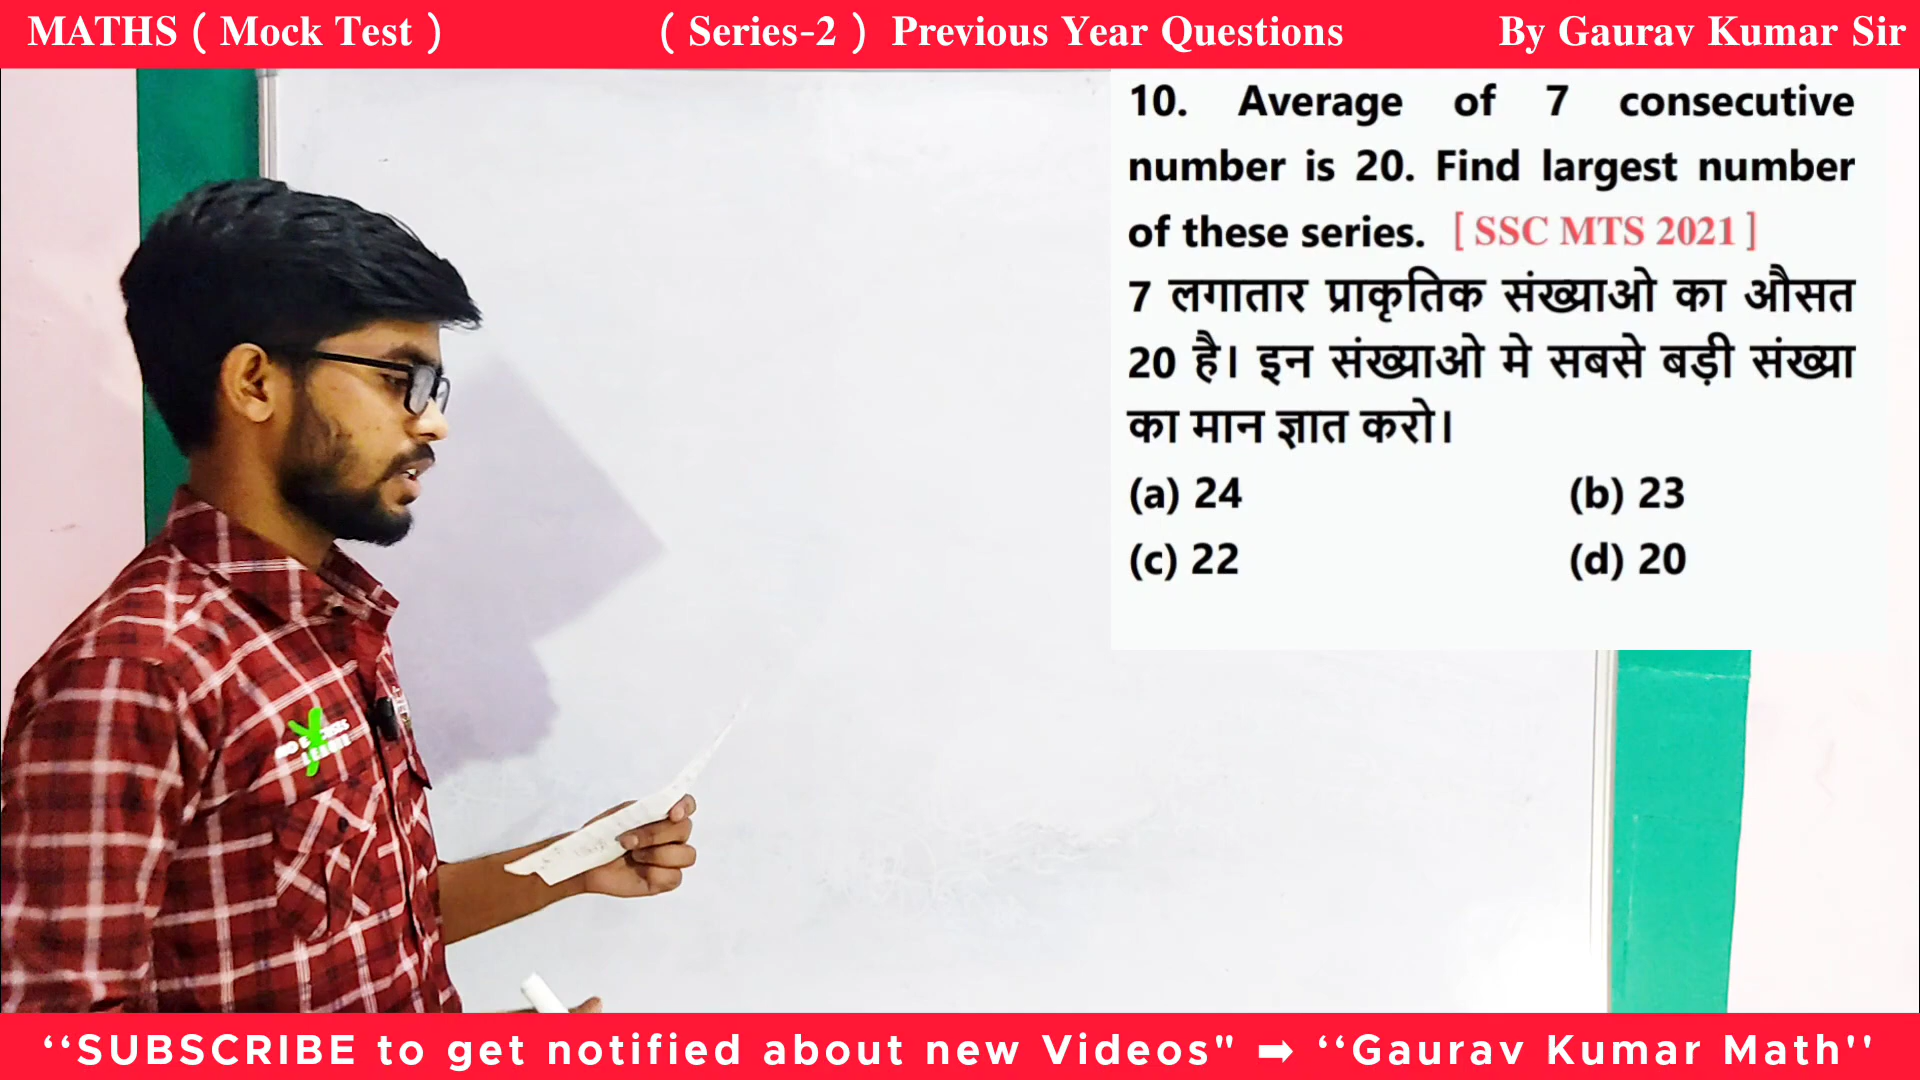 MATHS ( Mock Test ) ( Series-2 ) Previous Year Questions By Gaurav Kumar Sir
10. Average of 7 consecutive
number is 20. Find largest number
of these series. [ SSC MTS 2021 ]
7 लगातार प्राकृतिक संख्याओ का औसत
20 है। इन संख्याओ मे सबसे बड़ी संख्या
का मान ज्ञात करो।
(a) 24 (b) 23
(c) 22 (d) 20
‘‘SUBSCRIBE to get notified about new Videos" ➡ ‘‘Gaurav Kumar Math''